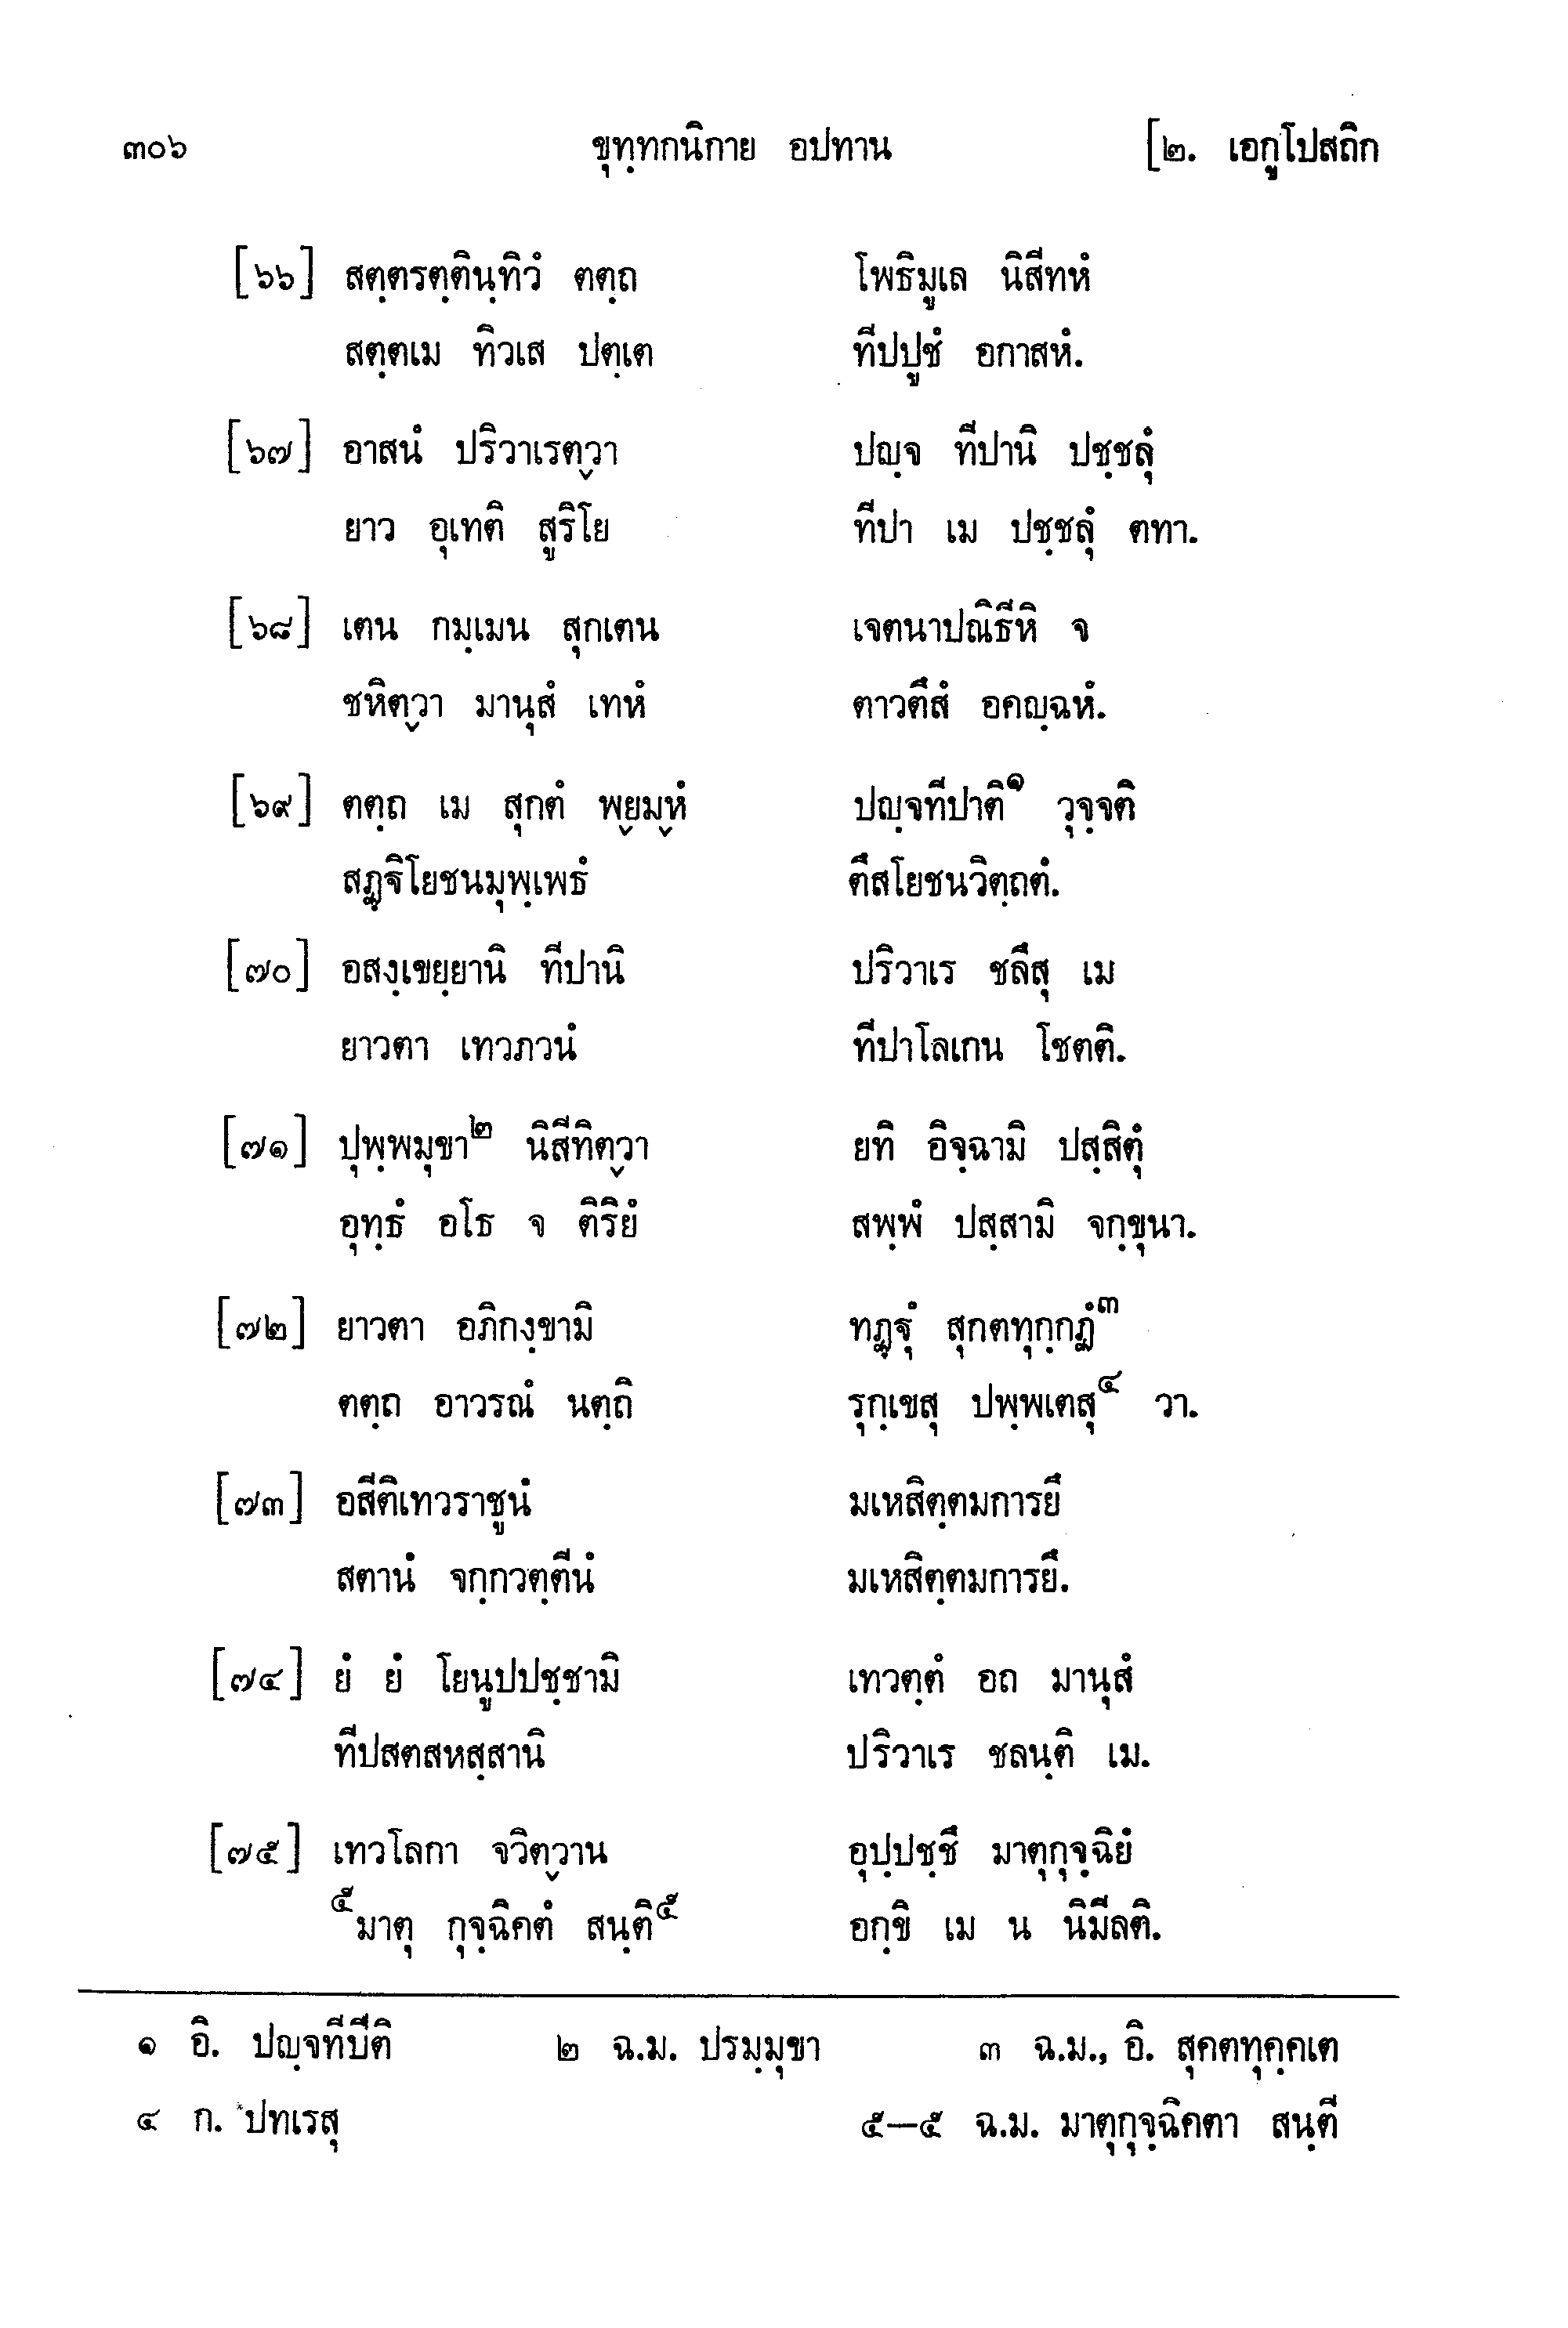 ๓๐๖ ขุทฺทกนิกาย อปทาน [๒. เอกูโปสถิก
[๖๖] สตฺตรตฺตินฺทิวํ ตตฺถ โพธิมูเล นิสีทหํ
สตฺตเม ทิวเส ปตฺเต ทีปปูชํ อกาสหํ.
[๖๗] อาสนํ ปริวาเรตฺวา ปญฺจ ทีปานิ ปชฺชลุํ
ยาว อุเทติ สูริโย ทีปา เม ปชฺชลุํ ตทา.
[๖๘] เตน กมฺเมน สุกเตน เจตนาปณิธีหิ จ
ชหิตฺวา มานุสํ เทหํ ตาวตึสํ อคญฺฉหํ.
[๖๙] ตตฺถ เม สุกตํ พฺยมฺหํ ปญฺจทีปาติ๑ วุจฺจติ
สฏฺฐิโยชนมุพฺเพธํ ตึสโยชนวิตฺถตํ.
[๗๐] อสงฺเขยฺยานิ ทีปานิ ปริวาเร ชลึสุ เม
ยาวตา เทวภวนํ ทีปาโลเกน โชตติ.
[๗๑] ปุพฺพมุขา๒ นิสีทิตฺวา ยทิ อิจฺฉามิ ปสฺสิตุํ
อุทฺธํ อโธ จ ติริยํ สพฺพํ ปสฺสามิ จกฺขุนา.
[๗๒] ยาวตา อภิกงฺขามิ ทฏฺฐุํ สุกตทุกฺกฏํ๓
ตตฺถ อาวรณํ นตฺถิ รุกฺเขสุ ปพฺพเตสุ๔ วา.
[๗๓] อสีติเทวราชูนํ มเหสิตฺตมการยึ
สตานํ จกฺกวตฺตีนํ มเหสิตฺตมการยึ.
[๗๔] ยํ ยํ โยนูปปชฺชามิ เทวตฺตํ อถ มานุสํ
ทีปสตสหสฺสานิ ปริวาเร ชลนฺติ เม.
[๗๕] เทวโลกา จวิตฺวาน อุปฺปชฺชึ มาตุกุจฺฉิยํ
๕มาตุ กุจฺฉิคตํ สนฺติ๕ อกฺขิ เม น นิมีลติ.
๑ อิ. ปญฺจทีปีติ ๒ ฉ.ม. ปรมฺมุขา ๓ ฉ.ม., อิ. สุคตทุคฺคเต
๔ ก. ปทเรสุ ๕—๕ ฉ.ม. มาตุกุจฺฉิคตา สนฺตี